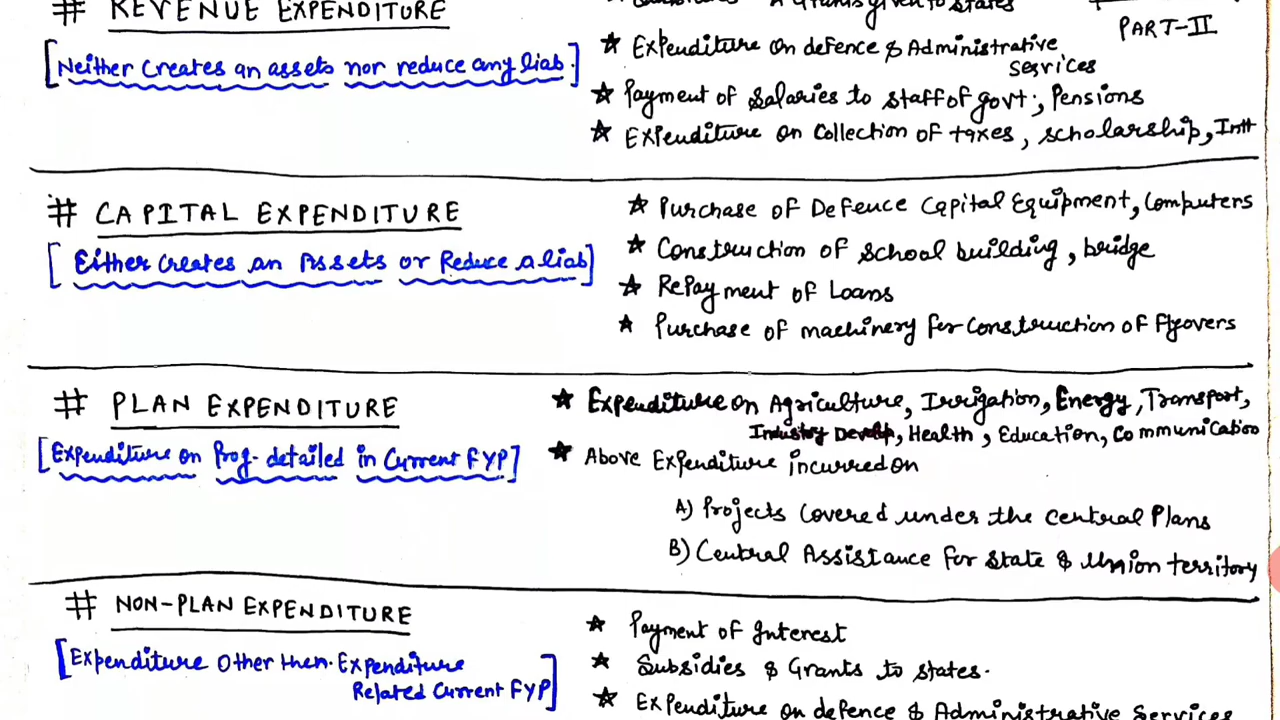 # REVENUE EXPENDITURE
[Neither Creates an assets nor reduce any liab.]
& Grants given to States
PART-II
★ Expenditure on defence & Administrative
services
★ Payment of Salaries to staff of govt., Pensions
★ Expenditure on Collection of taxes, scholarship, Intt
# CAPITAL EXPENDITURE
[Either Creates an Assets or Reduce a liab]
★ Purchase of Defence Capital Equipment, Computers
★ Construction of School building, bridge
★ Repayment of Loans
★ Purchase of machinery for Construction of flyovers
# PLAN EXPENDITURE
[Expenditure on Prog. detailed in Current FYP]
★ Expenditure on Agriculture, Irrigation, Energy, Transport,
Industry Develp, Health, Education, Communication
★ Above Expenditure incurred on
A) Projects Covered under the Central Plans
B) Central Assistance for State & Union territory
# NON-PLAN EXPENDITURE
[Expenditure Other then. Expenditure
Related Current FYP]
★ Payment of Interest
★ Subsidies & Grants to states.
★ Expenditure on defence & Administrative Services